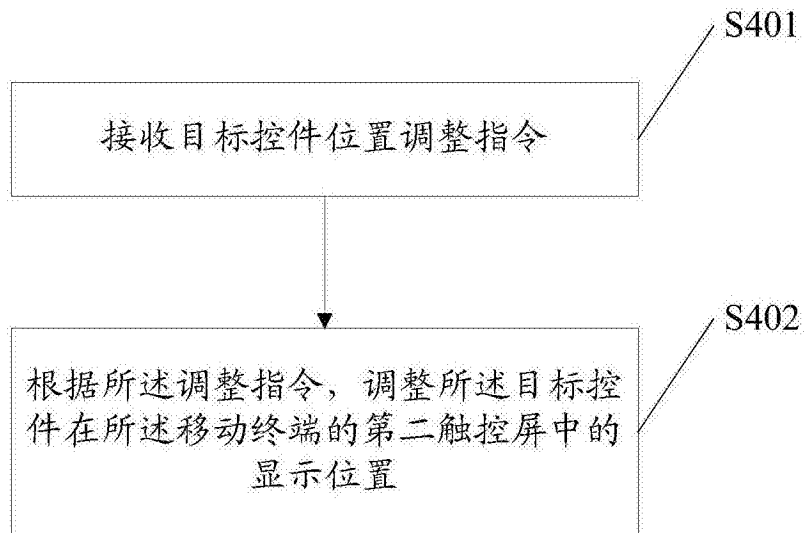 S401
接收目标控件位置调整指令
S402
根据所述调整指令，调整所述目标控
件在所述移动终端的第二触控屏中的
显示位置